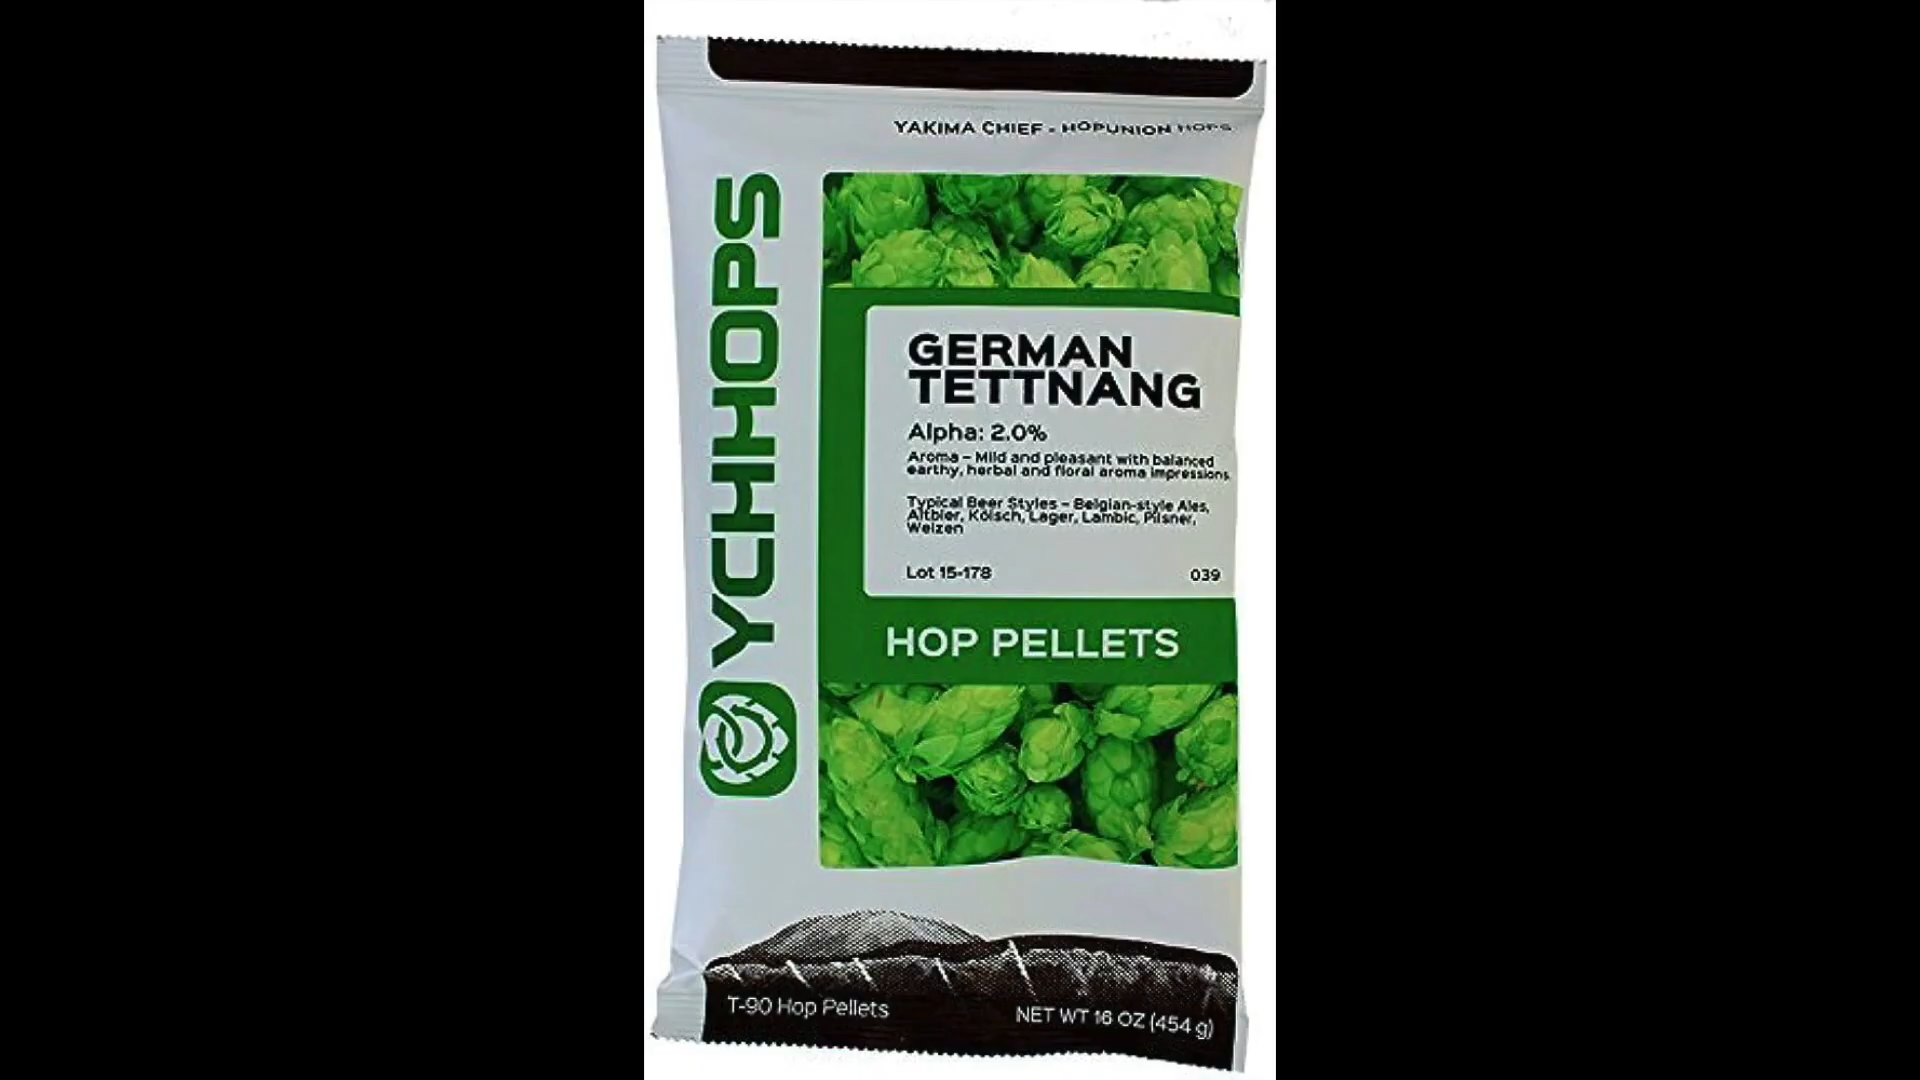 YAKIMA CHIEF - HOPUNION HOPS
YCHHOPS
GERMAN
TETTNANG
Alpha: 2.0%
Aroma – Mild and pleasant with balanced
earthy, herbal and floral aroma impressions.
Typical Beer Styles – Belgian-style Ales,
Altbier, Kölsch, Lager, Lambic, Pilsner,
Weizen
Lot 15-178 039
HOP PELLETS
T-90 Hop Pellets
NET WT 16 OZ (454 g)